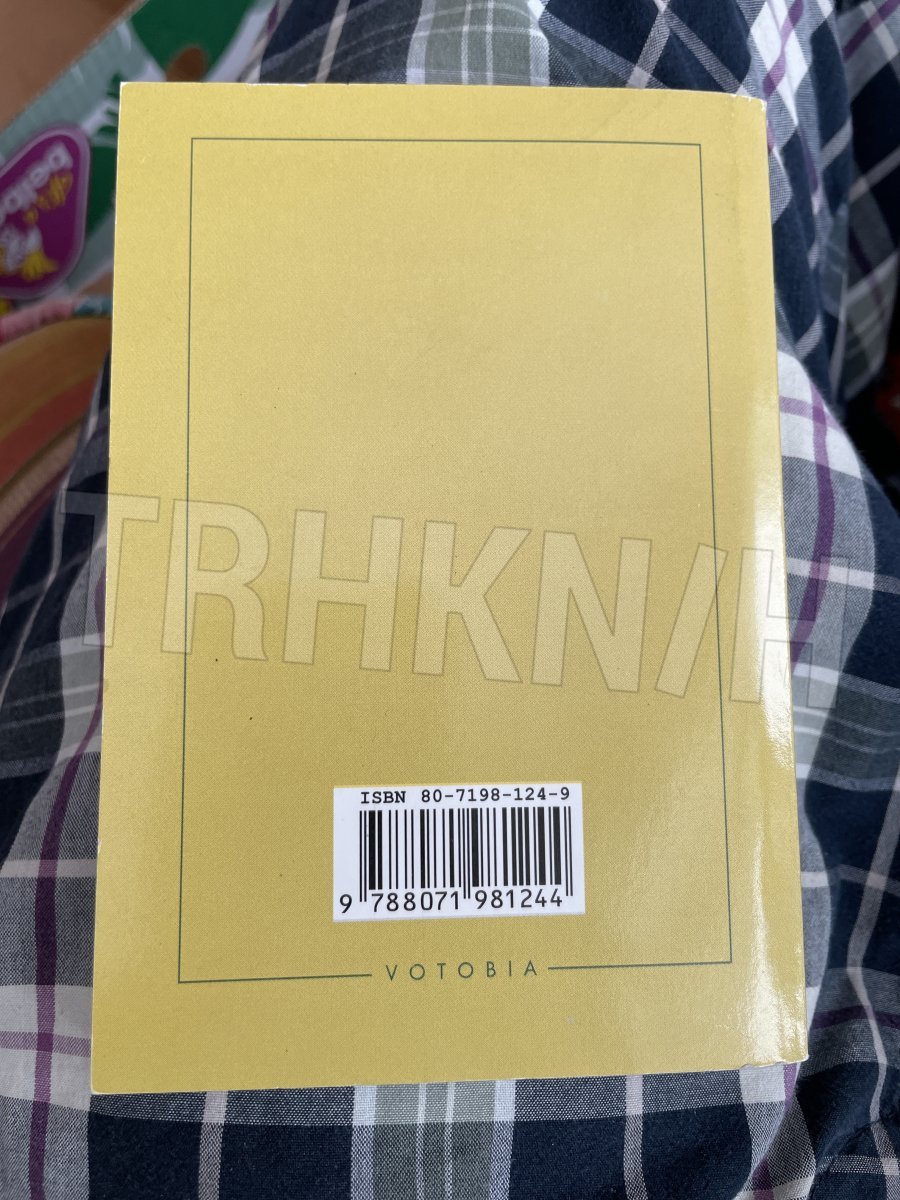 TRHKNIH
ISBN 80-7198-124-9
9 788071 981244
VOTOBIA